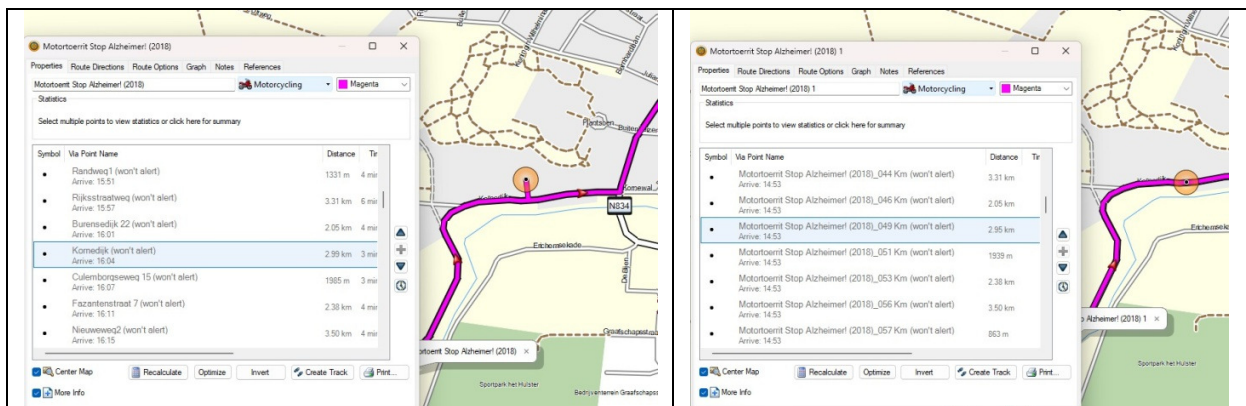 Motortoerrit Stop Alzheimer! (2018)
Properties Route Directions Route Options Graph Notes References
Motortoerrit Stop Alzheimer! (2018) Motorcycling Magenta
Statistics
Select multiple points to view statistics or click here for summary
Symbol Via Point Name Distance Tir
Randweg1 (won't alert) 1331 m 4 min
Arrive: 15:51
Rijksstraatweg (won't alert) 3.31 km 6 min
Arrive: 15:57
Burensedijk 22 (won't alert) 2.05 km 4 min
Arrive: 16:01
Kornedijk (won't alert) 2.99 km 3 min
Arrive: 16:04
Culemborgseweg 15 (won't alert) 1985 m 3 min
Arrive: 16:07
Fazantenstraat 7 (won't alert) 2.38 km 4 min
Arrive: 16:11
Nieuweweg2 (won't alert) 3.50 km 4 min
Arrive: 16:15
Center Map Recalculate Optimize Invert Create Track Print...
More Info
Plantsoen
N834
Erichemsekade
Sportpark het Hulster
Bedrijventerrein Graafschaps
ortoerrit Stop Alzheimer! (2018)
Motortoerrit Stop Alzheimer! (2018) 1
Properties Route Directions Route Options Graph Notes References
Motortoerrit Stop Alzheimer! (2018) 1 Motorcycling Magenta
Statistics
Select multiple points to view statistics or click here for summary
Symbol Via Point Name Distance Tir
Motortoerrit Stop Alzheimer! (2018)_044 Km (won't alert) 3.31 km
Arrive: 14:53
Motortoerrit Stop Alzheimer! (2018)_046 Km (won't alert) 2.05 km
Arrive: 14:53
Motortoerrit Stop Alzheimer! (2018)_049 Km (won't alert) 2.95 km
Arrive: 14:53
Motortoerrit Stop Alzheimer! (2018)_051 Km (won't alert) 1939 m
Arrive: 14:53
Motortoerrit Stop Alzheimer! (2018)_053 Km (won't alert) 2.38 km
Arrive: 14:53
Motortoerrit Stop Alzheimer! (2018)_056 Km (won't alert) 3.50 km
Arrive: 14:53
Motortoerrit Stop Alzheimer! (2018)_057 Km (won't alert) 863 m
Arrive: 14:53
Center Map Recalculate Optimize Invert Create Track Print...
More Info
N834
Sportpark het Hulster
p Alzheimer! (2018) 1